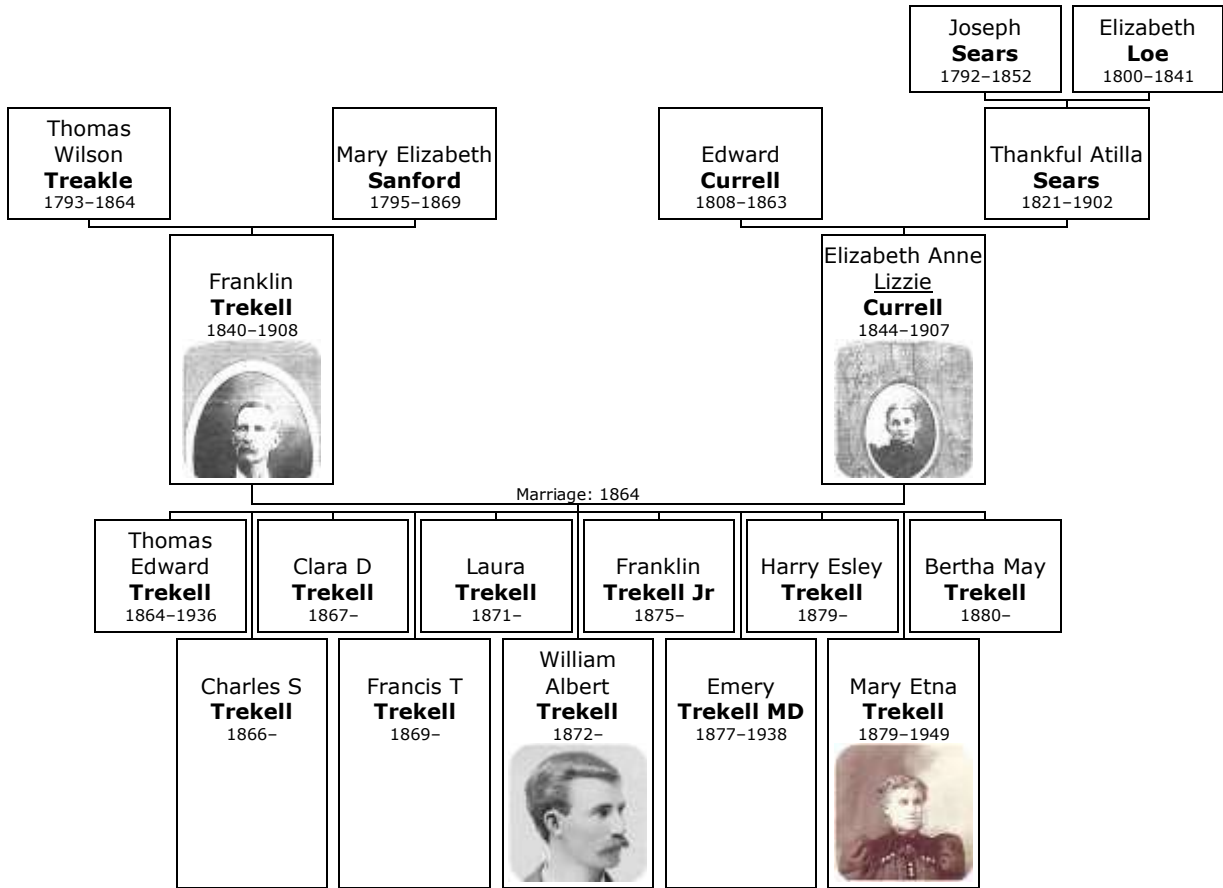 Joseph
Sears
1792–1852
Elizabeth
Loe
1800–1841
Thomas
Wilson
Treakle
1793–1864
Mary Elizabeth
Sanford
1795–1869
Edward
Currell
1808–1863
Thankful Atilla
Sears
1821–1902
Franklin
Trekell
1840–1908
Elizabeth Anne
Lizzie
Currell
1844–1907
Marriage: 1864
Thomas
Edward
Trekell
1864–1936
Clara D
Trekell
1867–
Laura
Trekell
1871–
Franklin
Trekell Jr
1875–
Harry Esley
Trekell
1879–
Bertha May
Trekell
1880–
Charles S
Trekell
1866–
Francis T
Trekell
1869–
William
Albert
Trekell
1872–
Emery
Trekell MD
1877–1938
Mary Etna
Trekell
1879–1949